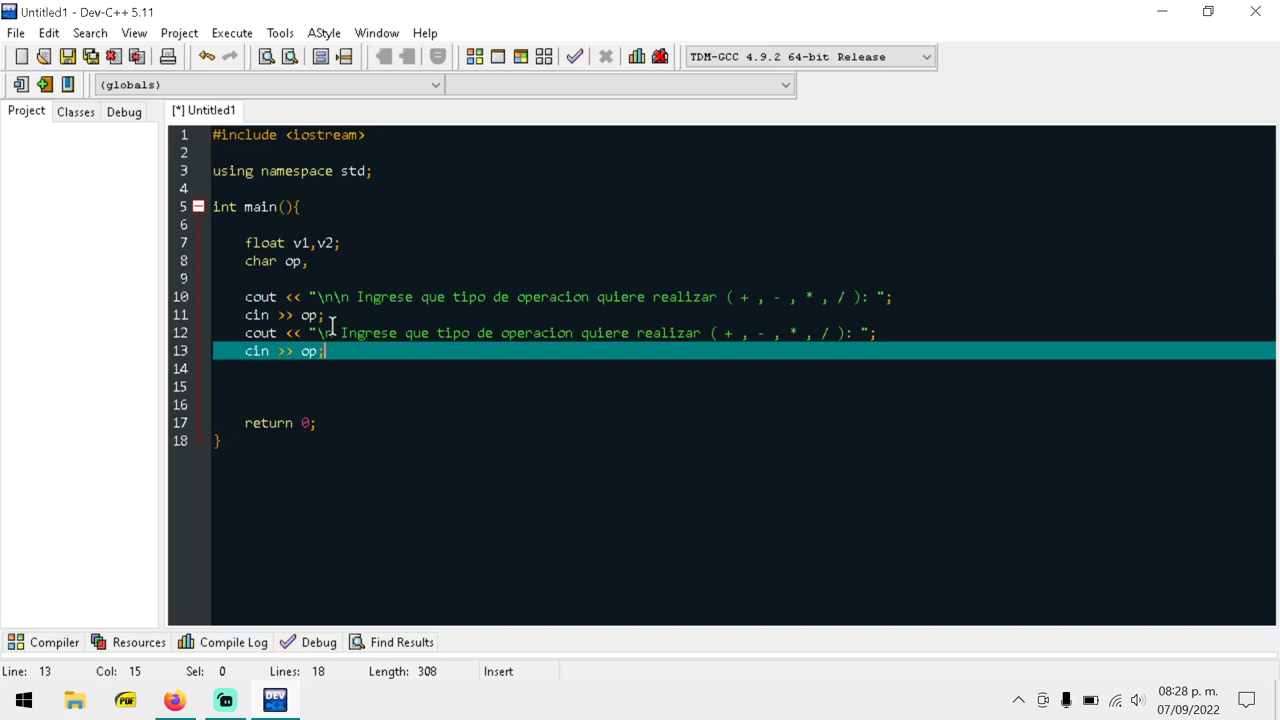 Untitled1 - Dev-C++ 5.11
File Edit Search View Project Execute Tools AStyle Window Help
TDM-GCC 4.9.2 64-bit Release
(globals)
Project Classes Debug [*] Untitled1
1 #include <iostream>
2
3 using namespace std;
4
5 int main(){
6
7 float v1,v2;
8 char op,
9
10 cout << "\n\n Ingrese que tipo de operacion quiere realizar ( + , - , * , / ): ";
11 cin >> op;
12 cout << "\n Ingrese que tipo de operacion quiere realizar ( + , - , * , / ): ";
13 cin >> op;
14
15
16
17 return 0;
18 }
Compiler Resources Compile Log Debug Find Results
Line: 13 Col: 15 Sel: 0 Lines: 18 Length: 308 Insert
PDF DEV
08:28 p. m.
07/09/2022